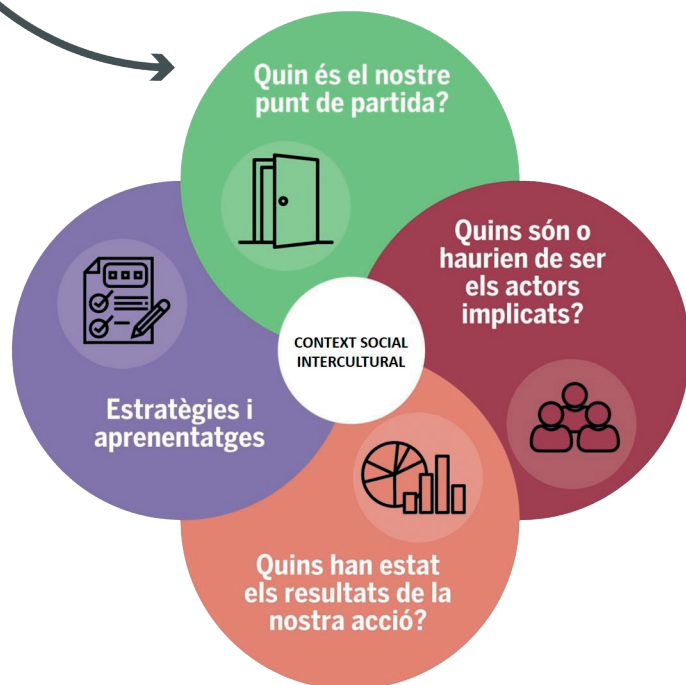 Quin és el nostre
punt de partida?
Quins són o
haurien de ser
els actors
implicats?
CONTEXT SOCIAL
INTERCULTURAL
Estratègies i
aprenentatges
Quins han estat
els resultats de la
nostra acció?